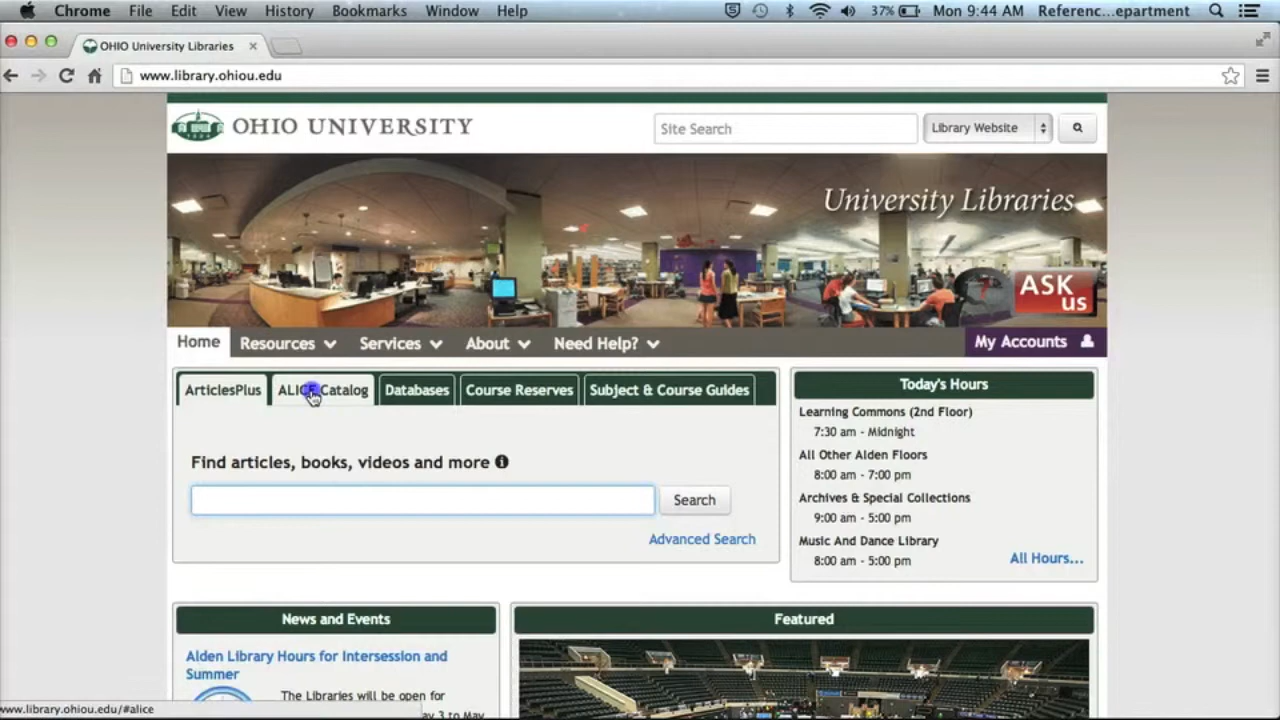 Chrome File Edit View History Bookmarks Window Help 37% Mon 9:44 AM Referenc...epartment
OHIO University Libraries
www.library.ohiou.edu
OHIO UNIVERSITY
Site Search
Library Website
University Libraries
ASK
us
Home Resources Services About Need Help? My Accounts
ArticlesPlus ALICE Catalog Databases Course Reserves Subject & Course Guides
Find articles, books, videos and more
Search
Advanced Search
Today's Hours
Learning Commons (2nd Floor)
7:30 am - Midnight
All Other Alden Floors
8:00 am - 7:00 pm
Archives & Special Collections
9:00 am - 5:00 pm
Music And Dance Library
8:00 am - 5:00 pm
All Hours...
News and Events
Alden Library Hours for Intersession and
Summer
The Libraries will be open for
ay 3 to May
Featured
www.library.ohiou.edu/#alice